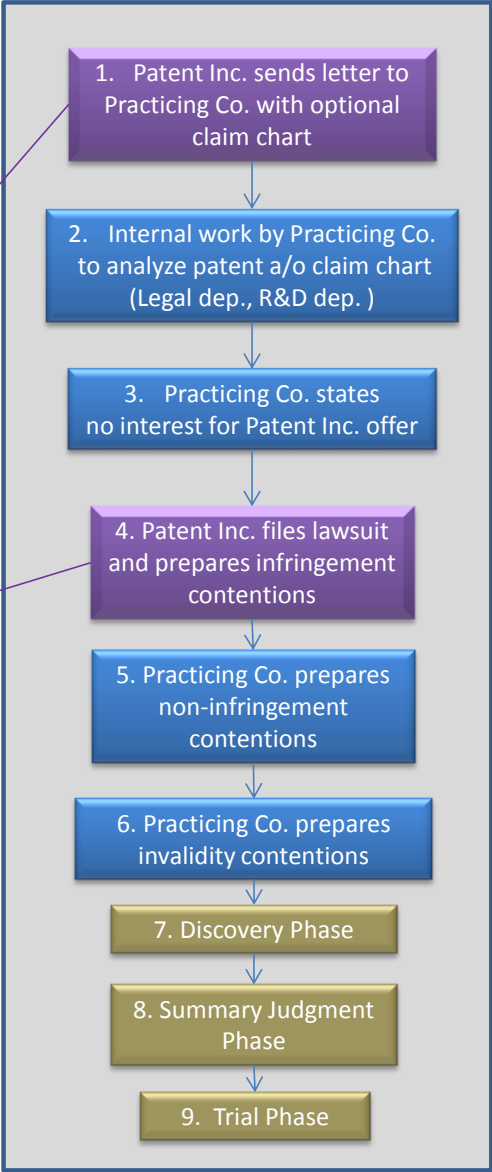 1. Patent Inc. sends letter to
Practicing Co. with optional
claim chart
2. Internal work by Practicing Co.
to analyze patent a/o claim chart
(Legal dep., R&D dep. )
3. Practicing Co. states
no interest for Patent Inc. offer
4. Patent Inc. files lawsuit
and prepares infringement
contentions
5. Practicing Co. prepares
non-infringement
contentions
6. Practicing Co. prepares
invalidity contentions
7. Discovery Phase
8. Summary Judgment
Phase
9. Trial Phase